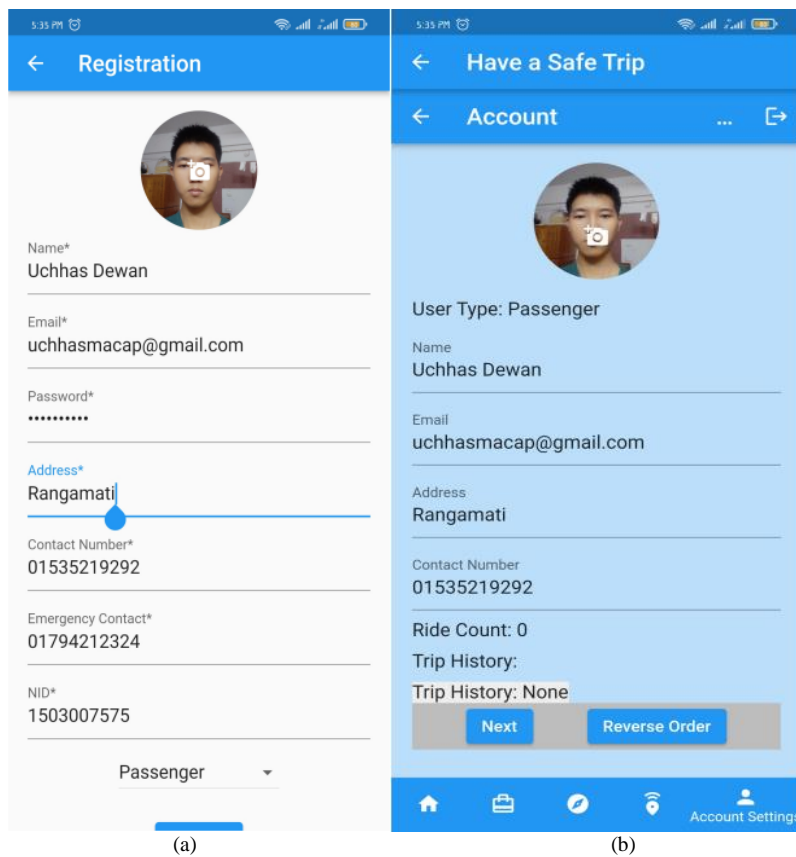 5:35 PM
Registration
Name*
Uchhas Dewan
Email*
uchhasmacap@gmail.com
Password*
••••••••••
Address*
Rangamati
Contact Number*
01535219292
Emergency Contact*
01794212324
NID*
1503007575
Passenger
(a)
5:35 PM
Have a Safe Trip
Account
...
User Type: Passenger
Name
Uchhas Dewan
Email
uchhasmacap@gmail.com
Address
Rangamati
Contact Number
01535219292
Ride Count: 0
Trip History:
Trip History: None
Next Reverse Order
Account Settings
(b)